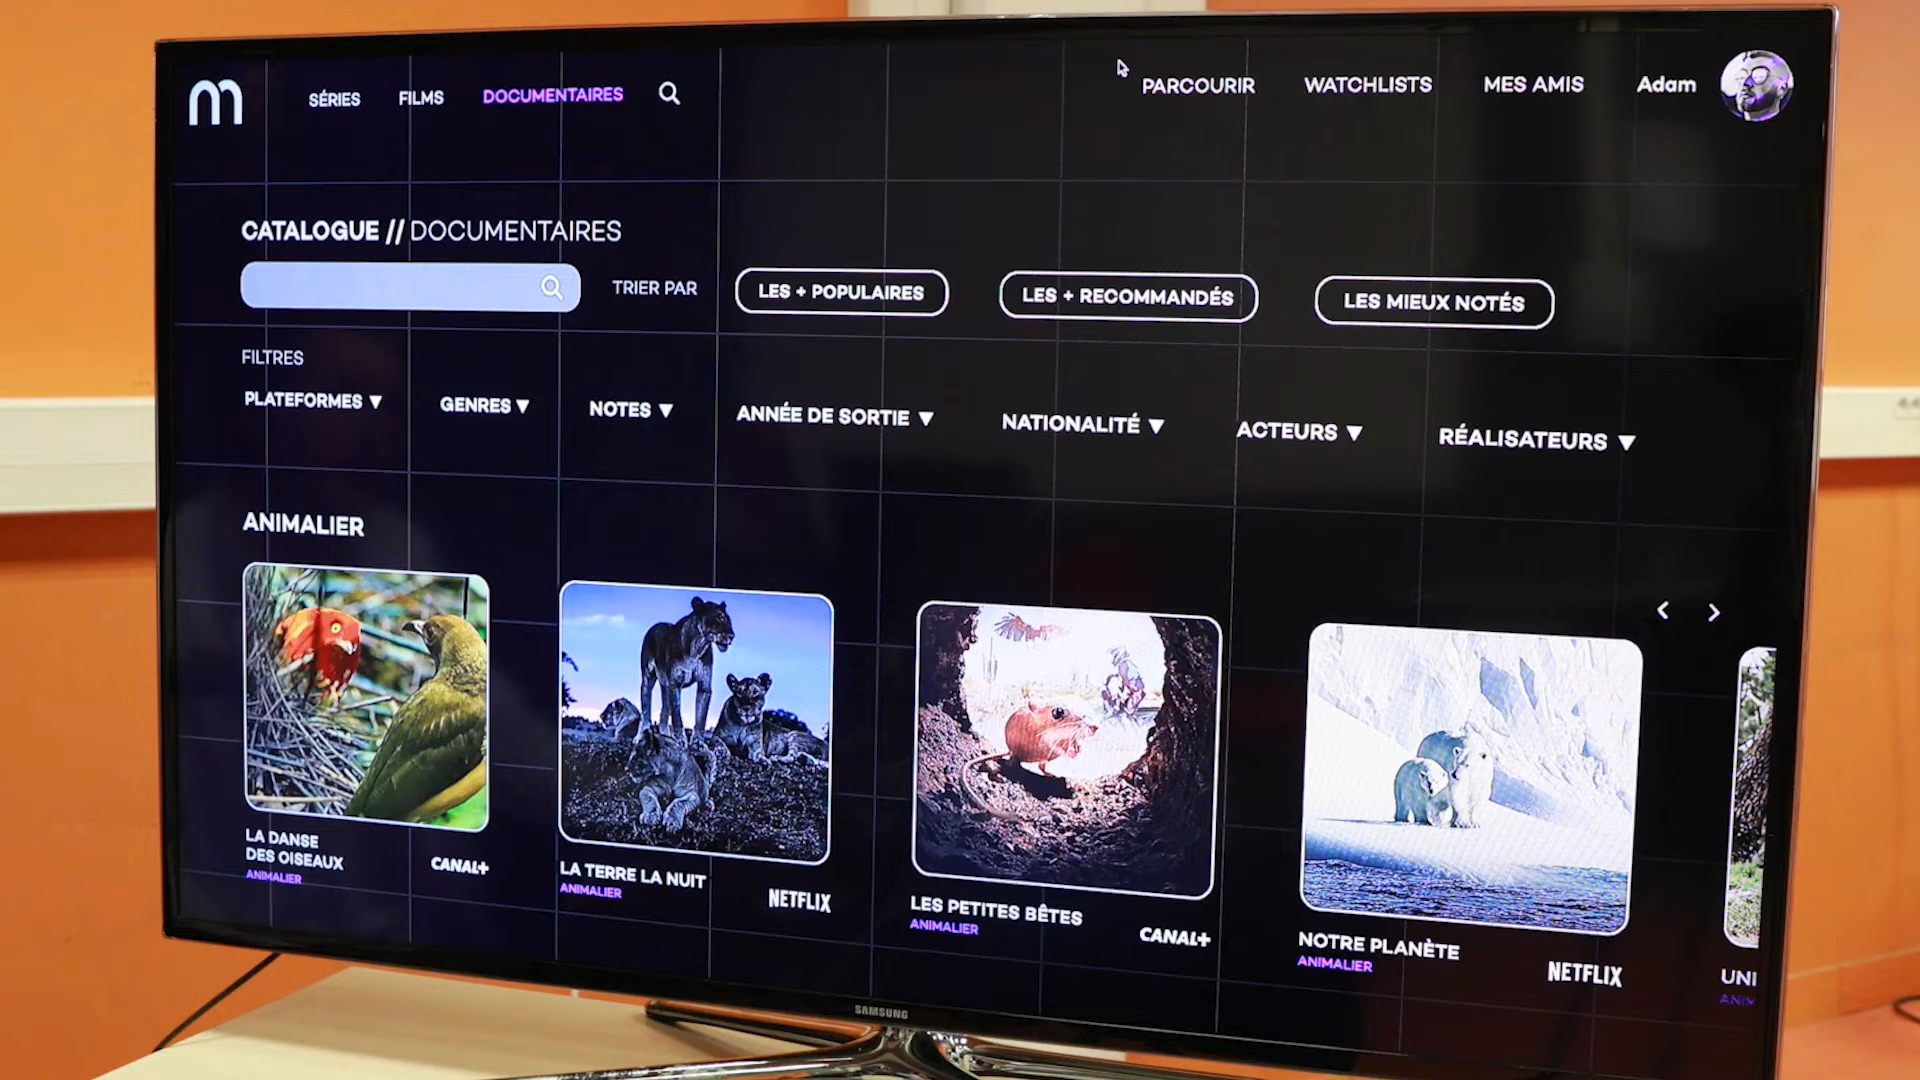 m
SÉRIES
FILMS
DOCUMENTAIRES
PARCOURIR
WATCHLISTS
MES AMIS
Adam
CATALOGUE // DOCUMENTAIRES
TRIER PAR
LES + POPULAIRES
LES + RECOMMANDÉS
LES MIEUX NOTÉS
FILTRES
PLATEFORMES ▼
GENRES ▼
NOTES ▼
ANNÉE DE SORTIE ▼
NATIONALITÉ ▼
ACTEURS ▼
RÉALISATEURS ▼
ANIMALIER
LA DANSE
DES OISEAUX
ANIMALIER
CANAL+
LA TERRE LA NUIT
ANIMALIER
NETFLIX
LES PETITES BÊTES
ANIMALIER
CANAL+
NOTRE PLANÈTE
ANIMALIER
NETFLIX
UNI
ANIM
SAMSUNG